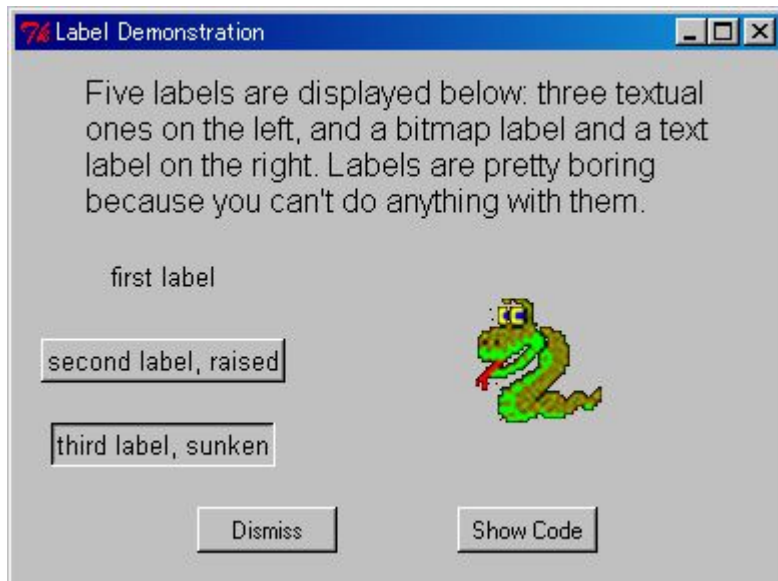 Label Demonstration
Five labels are displayed below: three textual
ones on the left, and a bitmap label and a text
label on the right. Labels are pretty boring
because you can't do anything with them.
first label
second label, raised
third label, sunken
Dismiss
Show Code